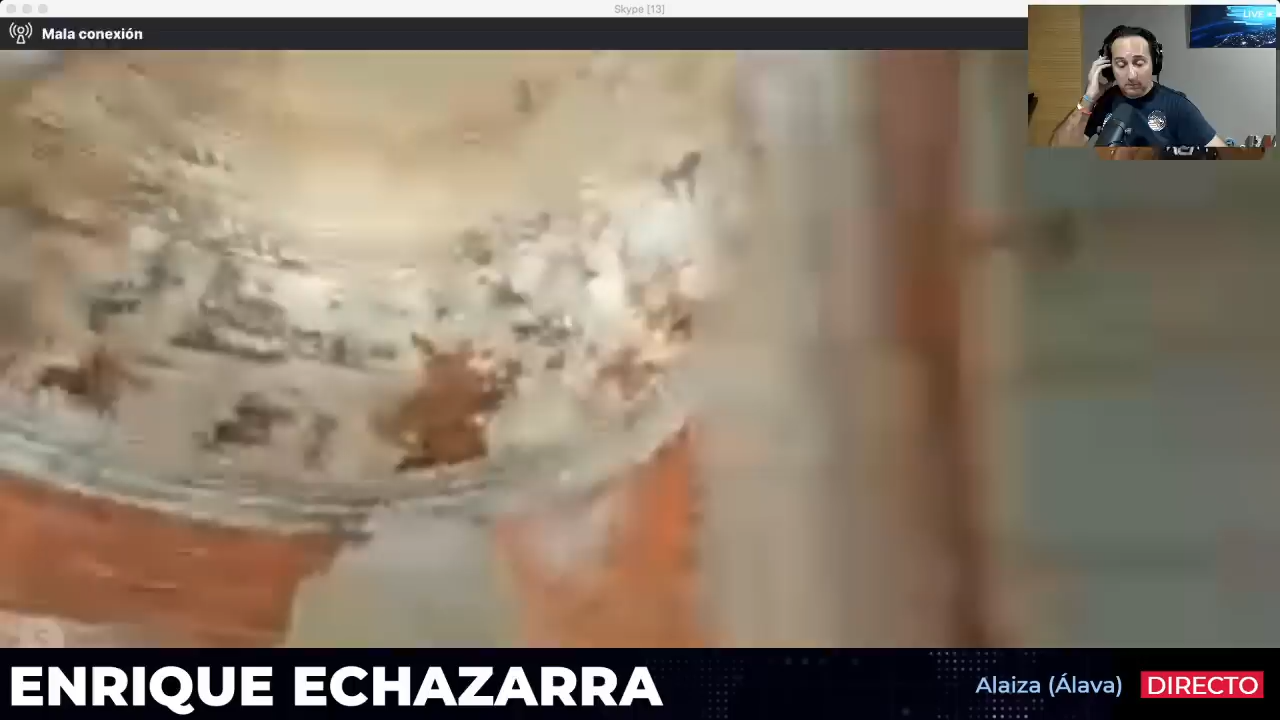 Skype [13]
Mala conexión
LIVE
ENRIQUE ECHAZARRA
Alaiza (Álava)
DIRECTO